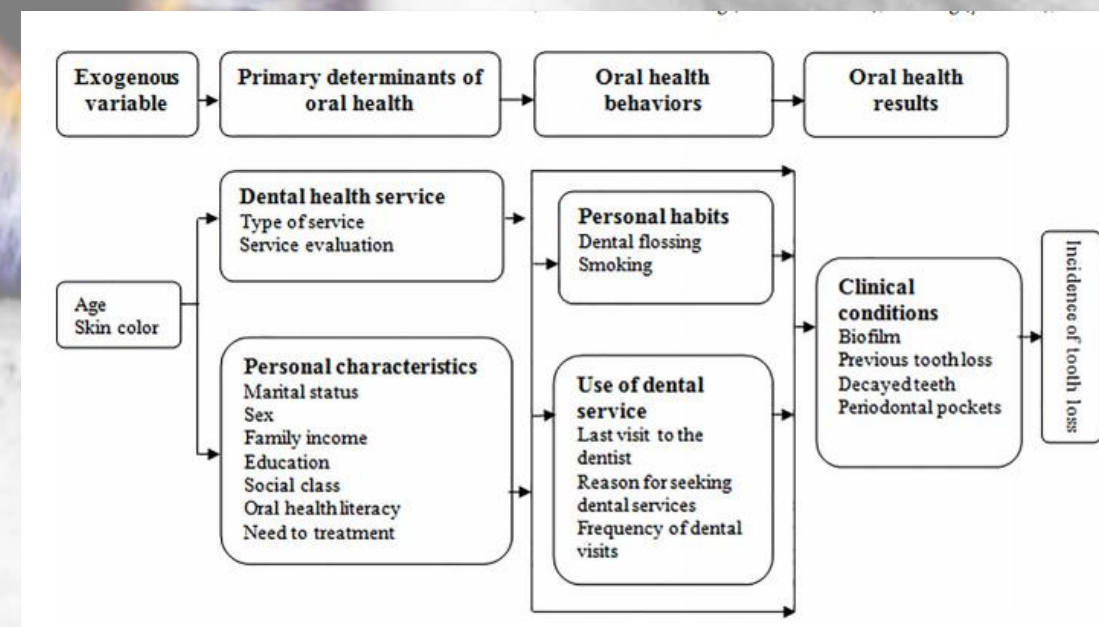 Exogenous
variable
Primary determinants of
oral health
Oral health
behaviors
Oral health
results
Age
Skin color
Dental health service
Type of service
Service evaluation
Personal characteristics
Marital status
Sex
Family income
Education
Social class
Oral health literacy
Need to treatment
Personal habits
Dental flossing
Smoking
Use of dental
service
Last visit to the
dentist
Reason for seeking
dental services
Frequency of dental
visits
Clinical
conditions
Biofilm
Previous tooth loss
Decayed teeth
Periodontal pockets
Incidence of tooth loss